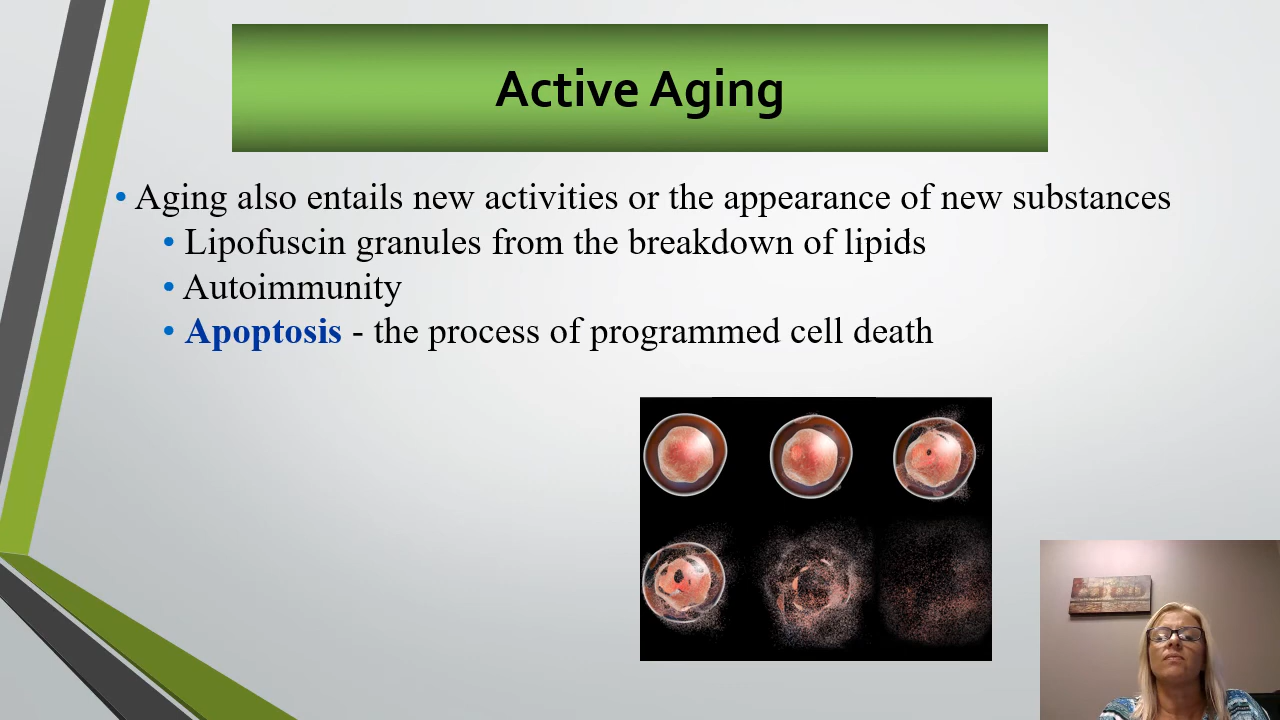 Active Aging
• Aging also entails new activities or the appearance of new substances
• Lipofuscin granules from the breakdown of lipids
• Autoimmunity
• Apoptosis - the process of programmed cell death